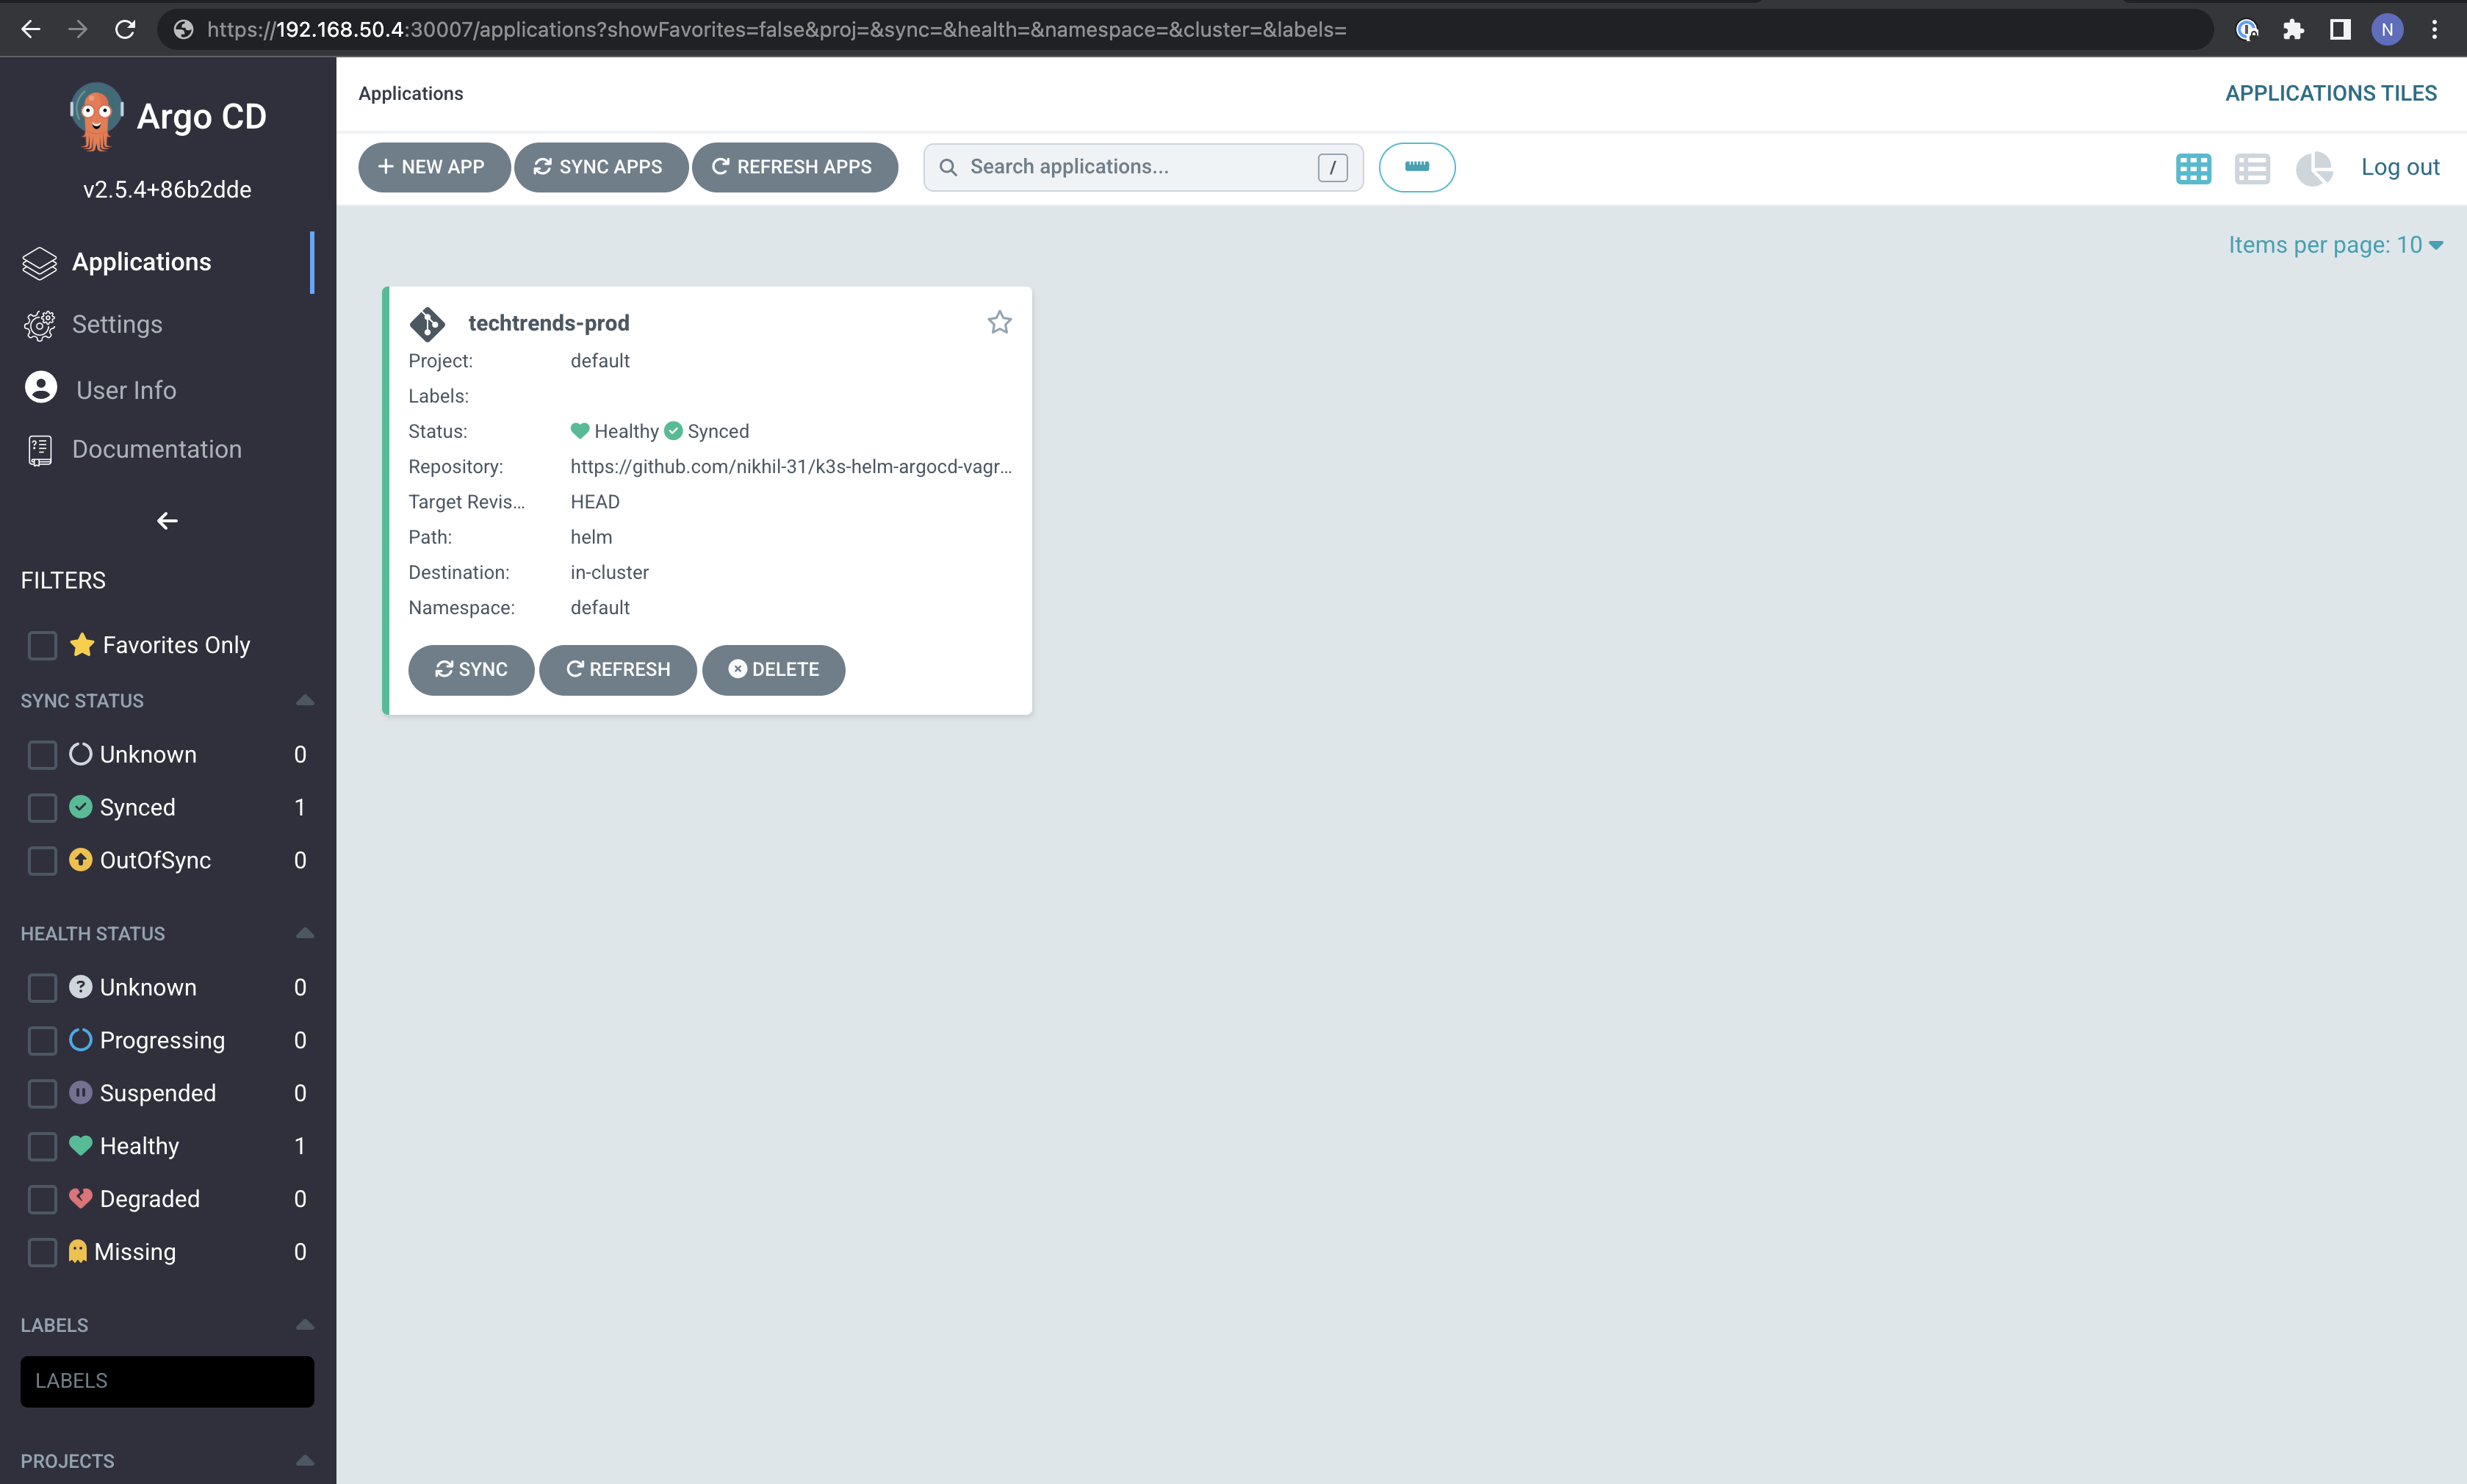 https://192.168.50.4:30007/applications?showFavorites=false&proj=&sync=&health=&namespace=&cluster=&labels=
N
Argo CD
v2.5.4+86b2dde
Applications
Settings
User Info
Documentation
FILTERS
Favorites Only
SYNC STATUS
Unknown 0
Synced 1
OutOfSync 0
HEALTH STATUS
Unknown 0
Progressing 0
Suspended 0
Healthy 1
Degraded 0
Missing 0
LABELS
LABELS
PROJECTS
Applications
APPLICATIONS TILES
+ NEW APP SYNC APPS REFRESH APPS Search applications... / Log out
Items per page: 10
techtrends-prod
Project: default
Labels:
Status: Healthy Synced
Repository: https://github.com/nikhil-31/k3s-helm-argocd-vagr...
Target Revis... HEAD
Path: helm
Destination: in-cluster
Namespace: default
SYNC REFRESH DELETE